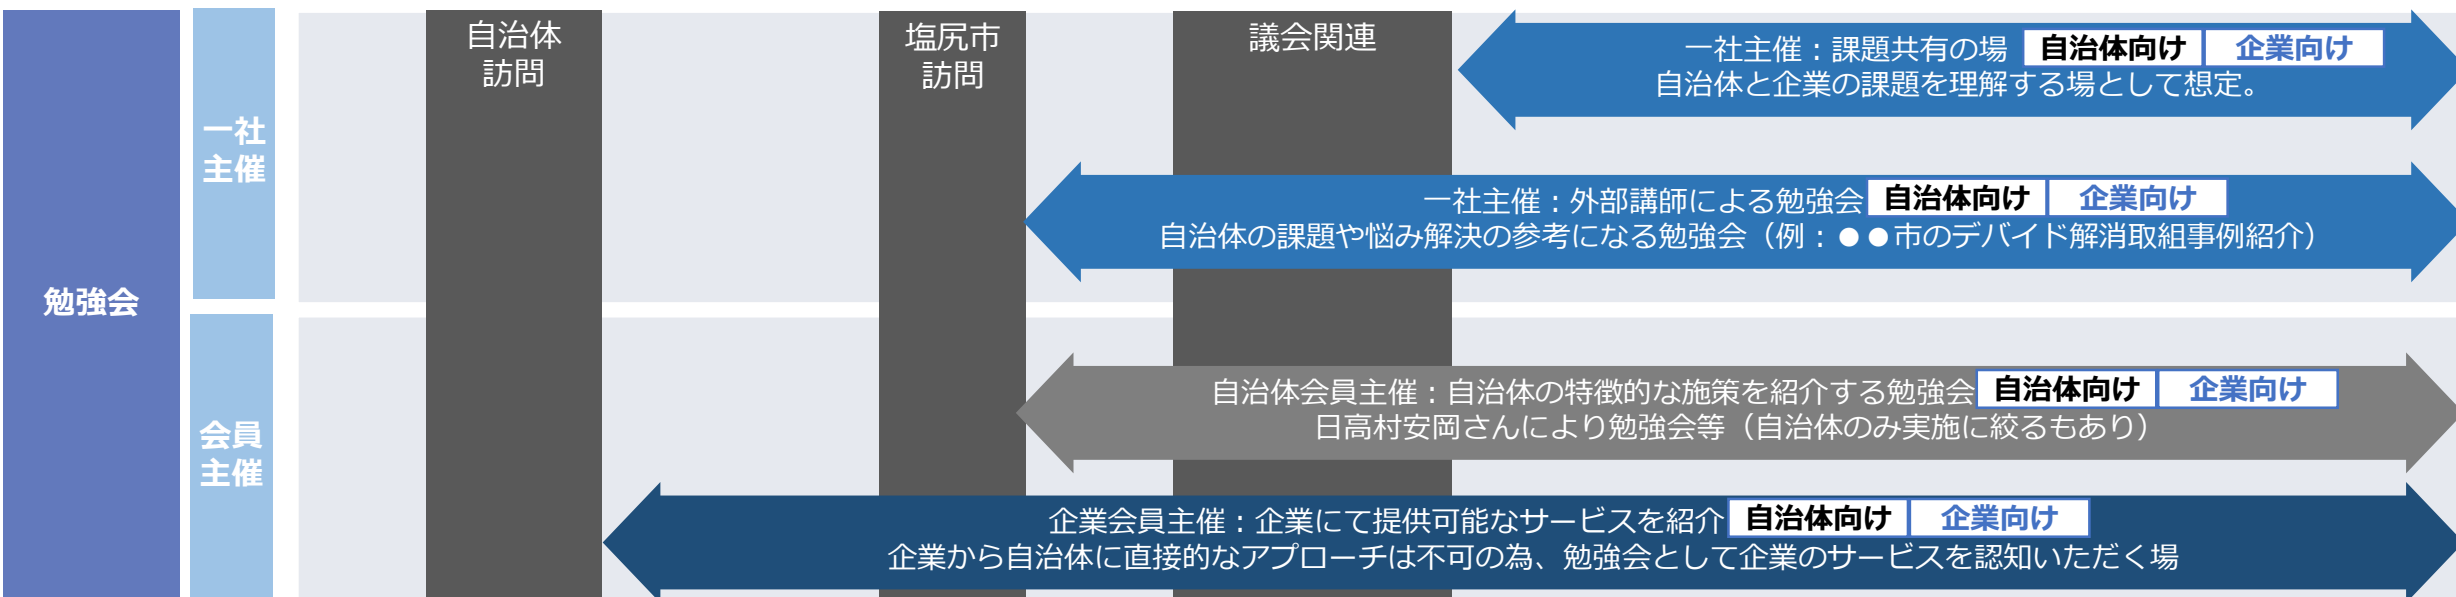 勉強会
一社
主催
会員
主催
自治体
訪問
塩尻市
訪問
議会関連
一社主催：課題共有の場 自治体向け 企業向け
自治体と企業の課題を理解する場として想定。
一社主催：外部講師による勉強会 自治体向け 企業向け
自治体の課題や悩み解決の参考になる勉強会（例：●●市のデバイド解消取組事例紹介）
自治体会員主催：自治体の特徴的な施策を紹介する勉強会 自治体向け 企業向け
日高村安岡さんにより勉強会等（自治体のみ実施に絞るもあり）
企業会員主催：企業にて提供可能なサービスを紹介 自治体向け 企業向け
企業から自治体に直接的なアプローチは不可の為、勉強会として企業のサービスを認知いただく場